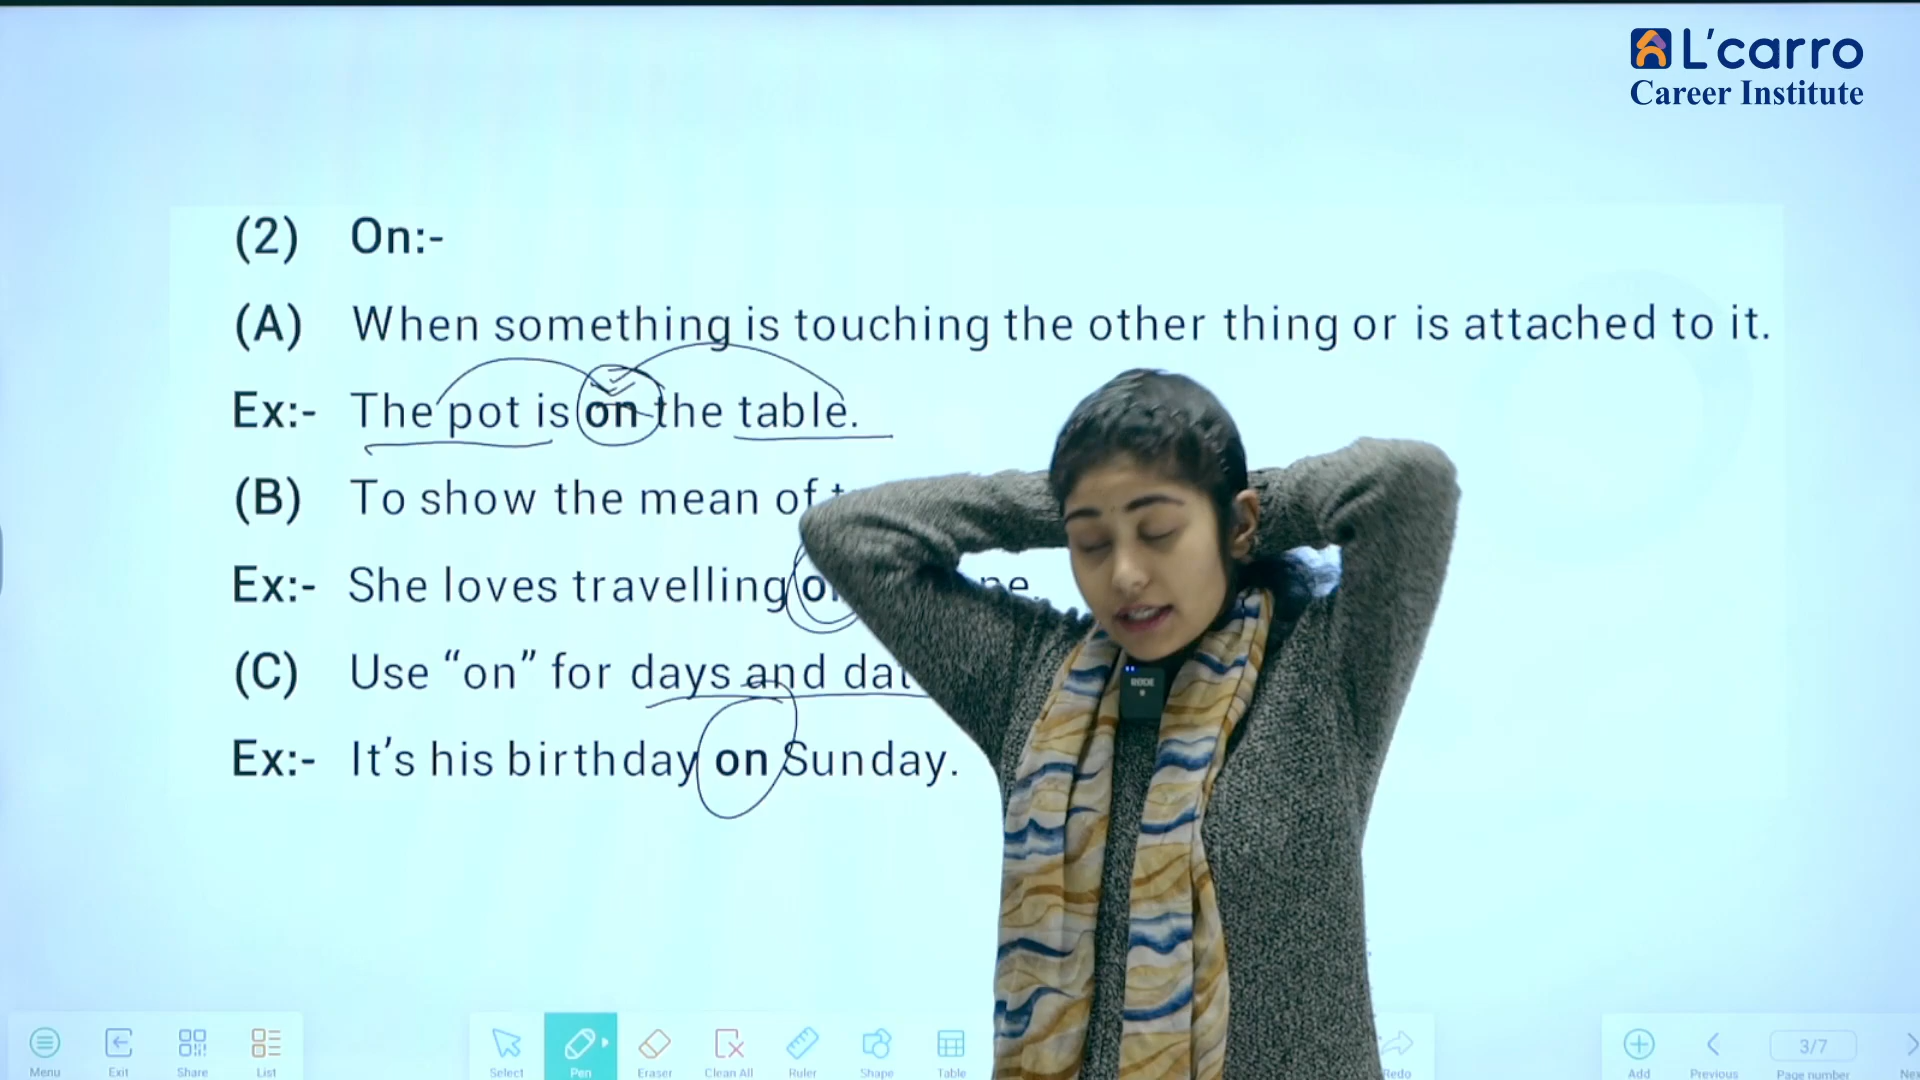 L'carro
Career Institute
(2) On:-
(A) When something is touching the other thing or is attached to it.
Ex:- The pot is on the table.
(B) To show the mean of
Ex:- She loves travelling
(C) Use “on” for days and
Ex:- It’s his birthday on Sunday.
RØDE
Menu Exit Share List Select Pen Eraser Clean All Ruler Shape Table Redo Add Previous 3/7 Page number